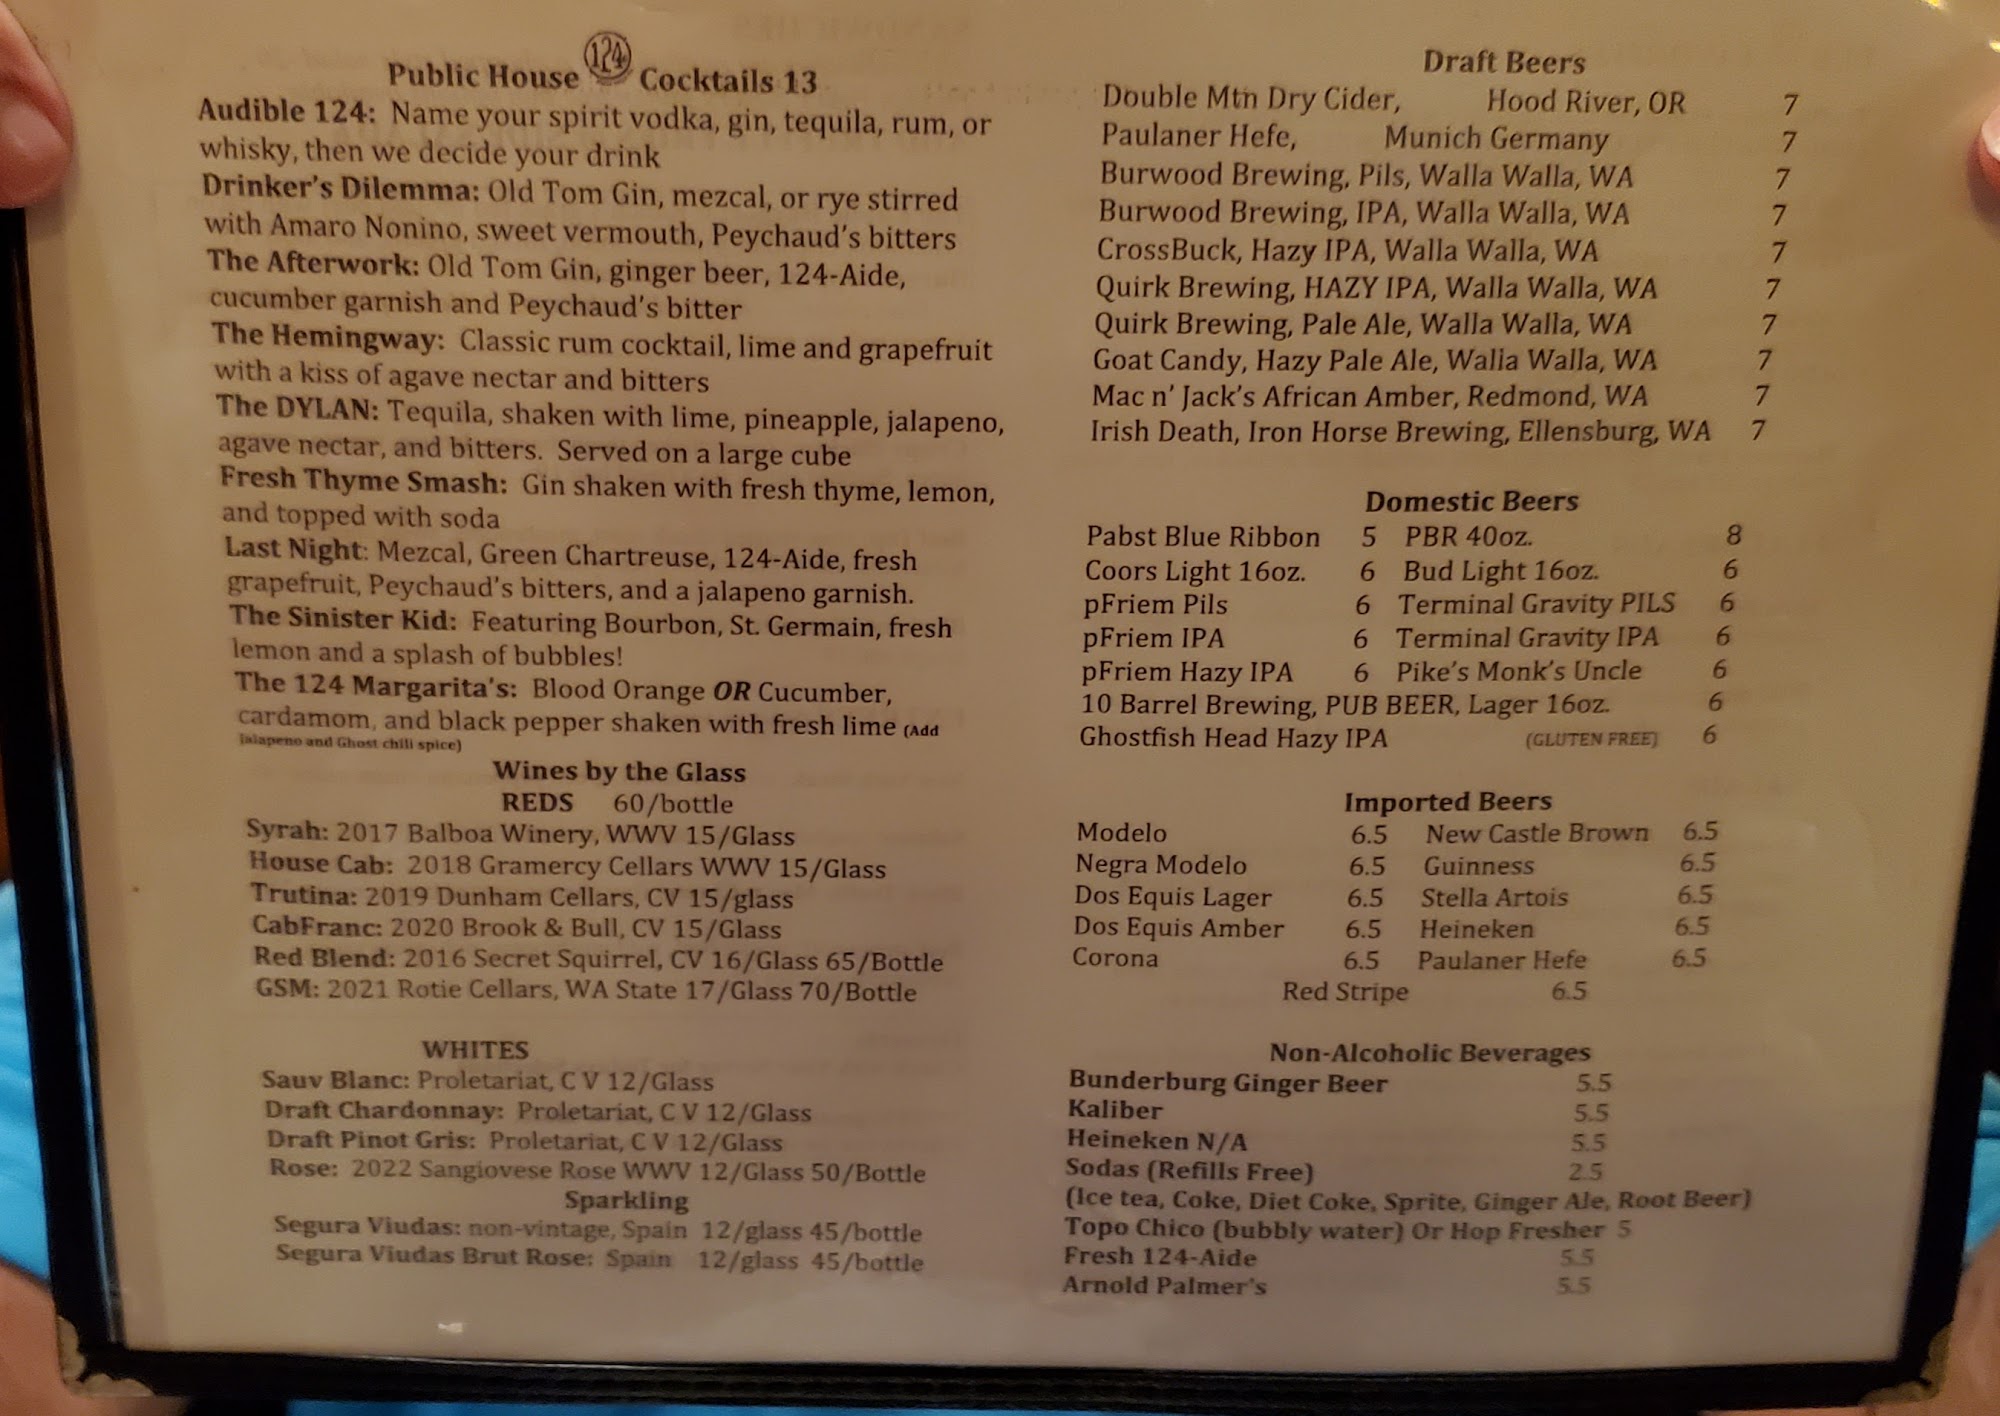 Public House 124 Cocktails 13
Audible 124: Name your spirit vodka, gin, tequila, rum, or
whisky, then we decide your drink
Drinker's Dilemma: Old Tom Gin, mezcal, or rye stirred
with Amaro Nonino, sweet vermouth, Peychaud's bitters
The Afterwork: Old Tom Gin, ginger beer, 124-Aide,
cucumber garnish and Peychaud's bitter
The Hemingway: Classic rum cocktail, lime and grapefruit
with a kiss of agave nectar and bitters
The DYLAN: Tequila, shaken with lime, pineapple, jalapeno,
agave nectar, and bitters. Served on a large cube
Fresh Thyme Smash: Gin shaken with fresh thyme, lemon,
and topped with soda
Last Night: Mezcal, Green Chartreuse, 124-Aide, fresh
grapefruit, Peychaud's bitters, and a jalapeno garnish.
The Sinister Kid: Featuring Bourbon, St. Germain, fresh
lemon and a splash of bubbles!
The 124 Margarita's: Blood Orange OR Cucumber,
cardamom, and black pepper shaken with fresh lime (Add
Jalapeno and Ghost chili spice)
Wines by the Glass
REDS 60/bottle
Syrah: 2017 Balboa Winery, WWV 15/Glass
House Cab: 2018 Gramercy Cellars WWV 15/Glass
Trutina: 2019 Dunham Cellars, CV 15/glass
CabFranc: 2020 Brook & Bull, CV 15/Glass
Red Blend: 2016 Secret Squirrel, CV 16/Glass 65/Bottle
GSM: 2021 Rotie Cellars, WA State 17/Glass 70/Bottle
WHITES
Sauv Blanc: Proletariat, C V 12/Glass
Draft Chardonnay: Proletariat, C V 12/Glass
Draft Pinot Gris: Proletariat, C V 12/Glass
Rose: 2022 Sangiovese Rose WWV 12/Glass 50/Bottle
Sparkling
Segura Viudas: non-vintage, Spain 12/glass 45/bottle
Segura Viudas Brut Rose: Spain 12/glass 45/bottle
Draft Beers
Double Mtn Dry Cider, Hood River, OR 7
Paulaner Hefe, Munich Germany 7
Burwood Brewing, Pils, Walla Walla, WA 7
Burwood Brewing, IPA, Walla Walla, WA 7
CrossBuck, Hazy IPA, Walla Walla, WA 7
Quirk Brewing, HAZY IPA, Walla Walla, WA 7
Quirk Brewing, Pale Ale, Walla Walla, WA 7
Goat Candy, Hazy Pale Ale, Walla Walla, WA 7
Mac n' Jack's African Amber, Redmond, WA 7
Irish Death, Iron Horse Brewing, Ellensburg, WA 7
Domestic Beers
Pabst Blue Ribbon 5 PBR 40oz. 8
Coors Light 16oz. 6 Bud Light 16oz. 6
pFriem Pils 6 Terminal Gravity PILS 6
pFriem IPA 6 Terminal Gravity IPA 6
pFriem Hazy IPA 6 Pike's Monk's Uncle 6
10 Barrel Brewing, PUB BEER, Lager 16oz. 6
Ghostfish Head Hazy IPA (GLUTEN FREE) 6
Imported Beers
Modelo 6.5 New Castle Brown 6.5
Negra Modelo 6.5 Guinness 6.5
Dos Equis Lager 6.5 Stella Artois 6.5
Dos Equis Amber 6.5 Heineken 6.5
Corona 6.5 Paulaner Hefe 6.5
Red Stripe 6.5
Non-Alcoholic Beverages
Bunderburg Ginger Beer 5.5
Kaliber 5.5
Heineken N/A 5.5
Sodas (Refills Free) 2.5
(Ice tea, Coke, Diet Coke, Sprite, Ginger Ale, Root Beer)
Topo Chico (bubbly water) Or Hop Fresher 5
Fresh 124-Aide 5.5
Arnold Palmer's 5.5